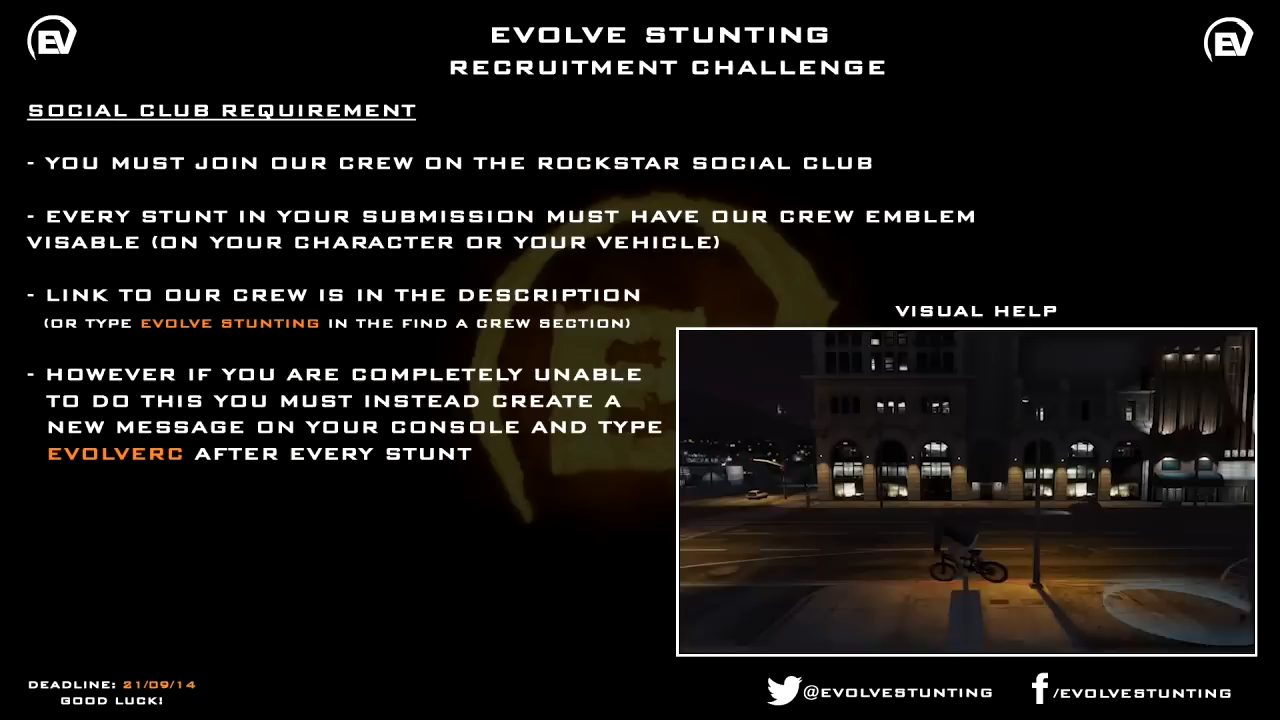 EV
EV
EVOLVE STUNTING
RECRUITMENT CHALLENGE
SOCIAL CLUB REQUIREMENT
- YOU MUST JOIN OUR CREW ON THE ROCKSTAR SOCIAL CLUB
- EVERY STUNT IN YOUR SUBMISSION MUST HAVE OUR CREW EMBLEM
VISABLE (ON YOUR CHARACTER OR YOUR VEHICLE)
- LINK TO OUR CREW IS IN THE DESCRIPTION
(OR TYPE EVOLVE STUNTING IN THE FIND A CREW SECTION)
- HOWEVER IF YOU ARE COMPLETELY UNABLE
TO DO THIS YOU MUST INSTEAD CREATE A
NEW MESSAGE ON YOUR CONSOLE AND TYPE
EVOLVERC AFTER EVERY STUNT
VISUAL HELP
DEADLINE: 21/09/14
GOOD LUCK!
@EVOLVESTUNTING
/EVOLVESTUNTING